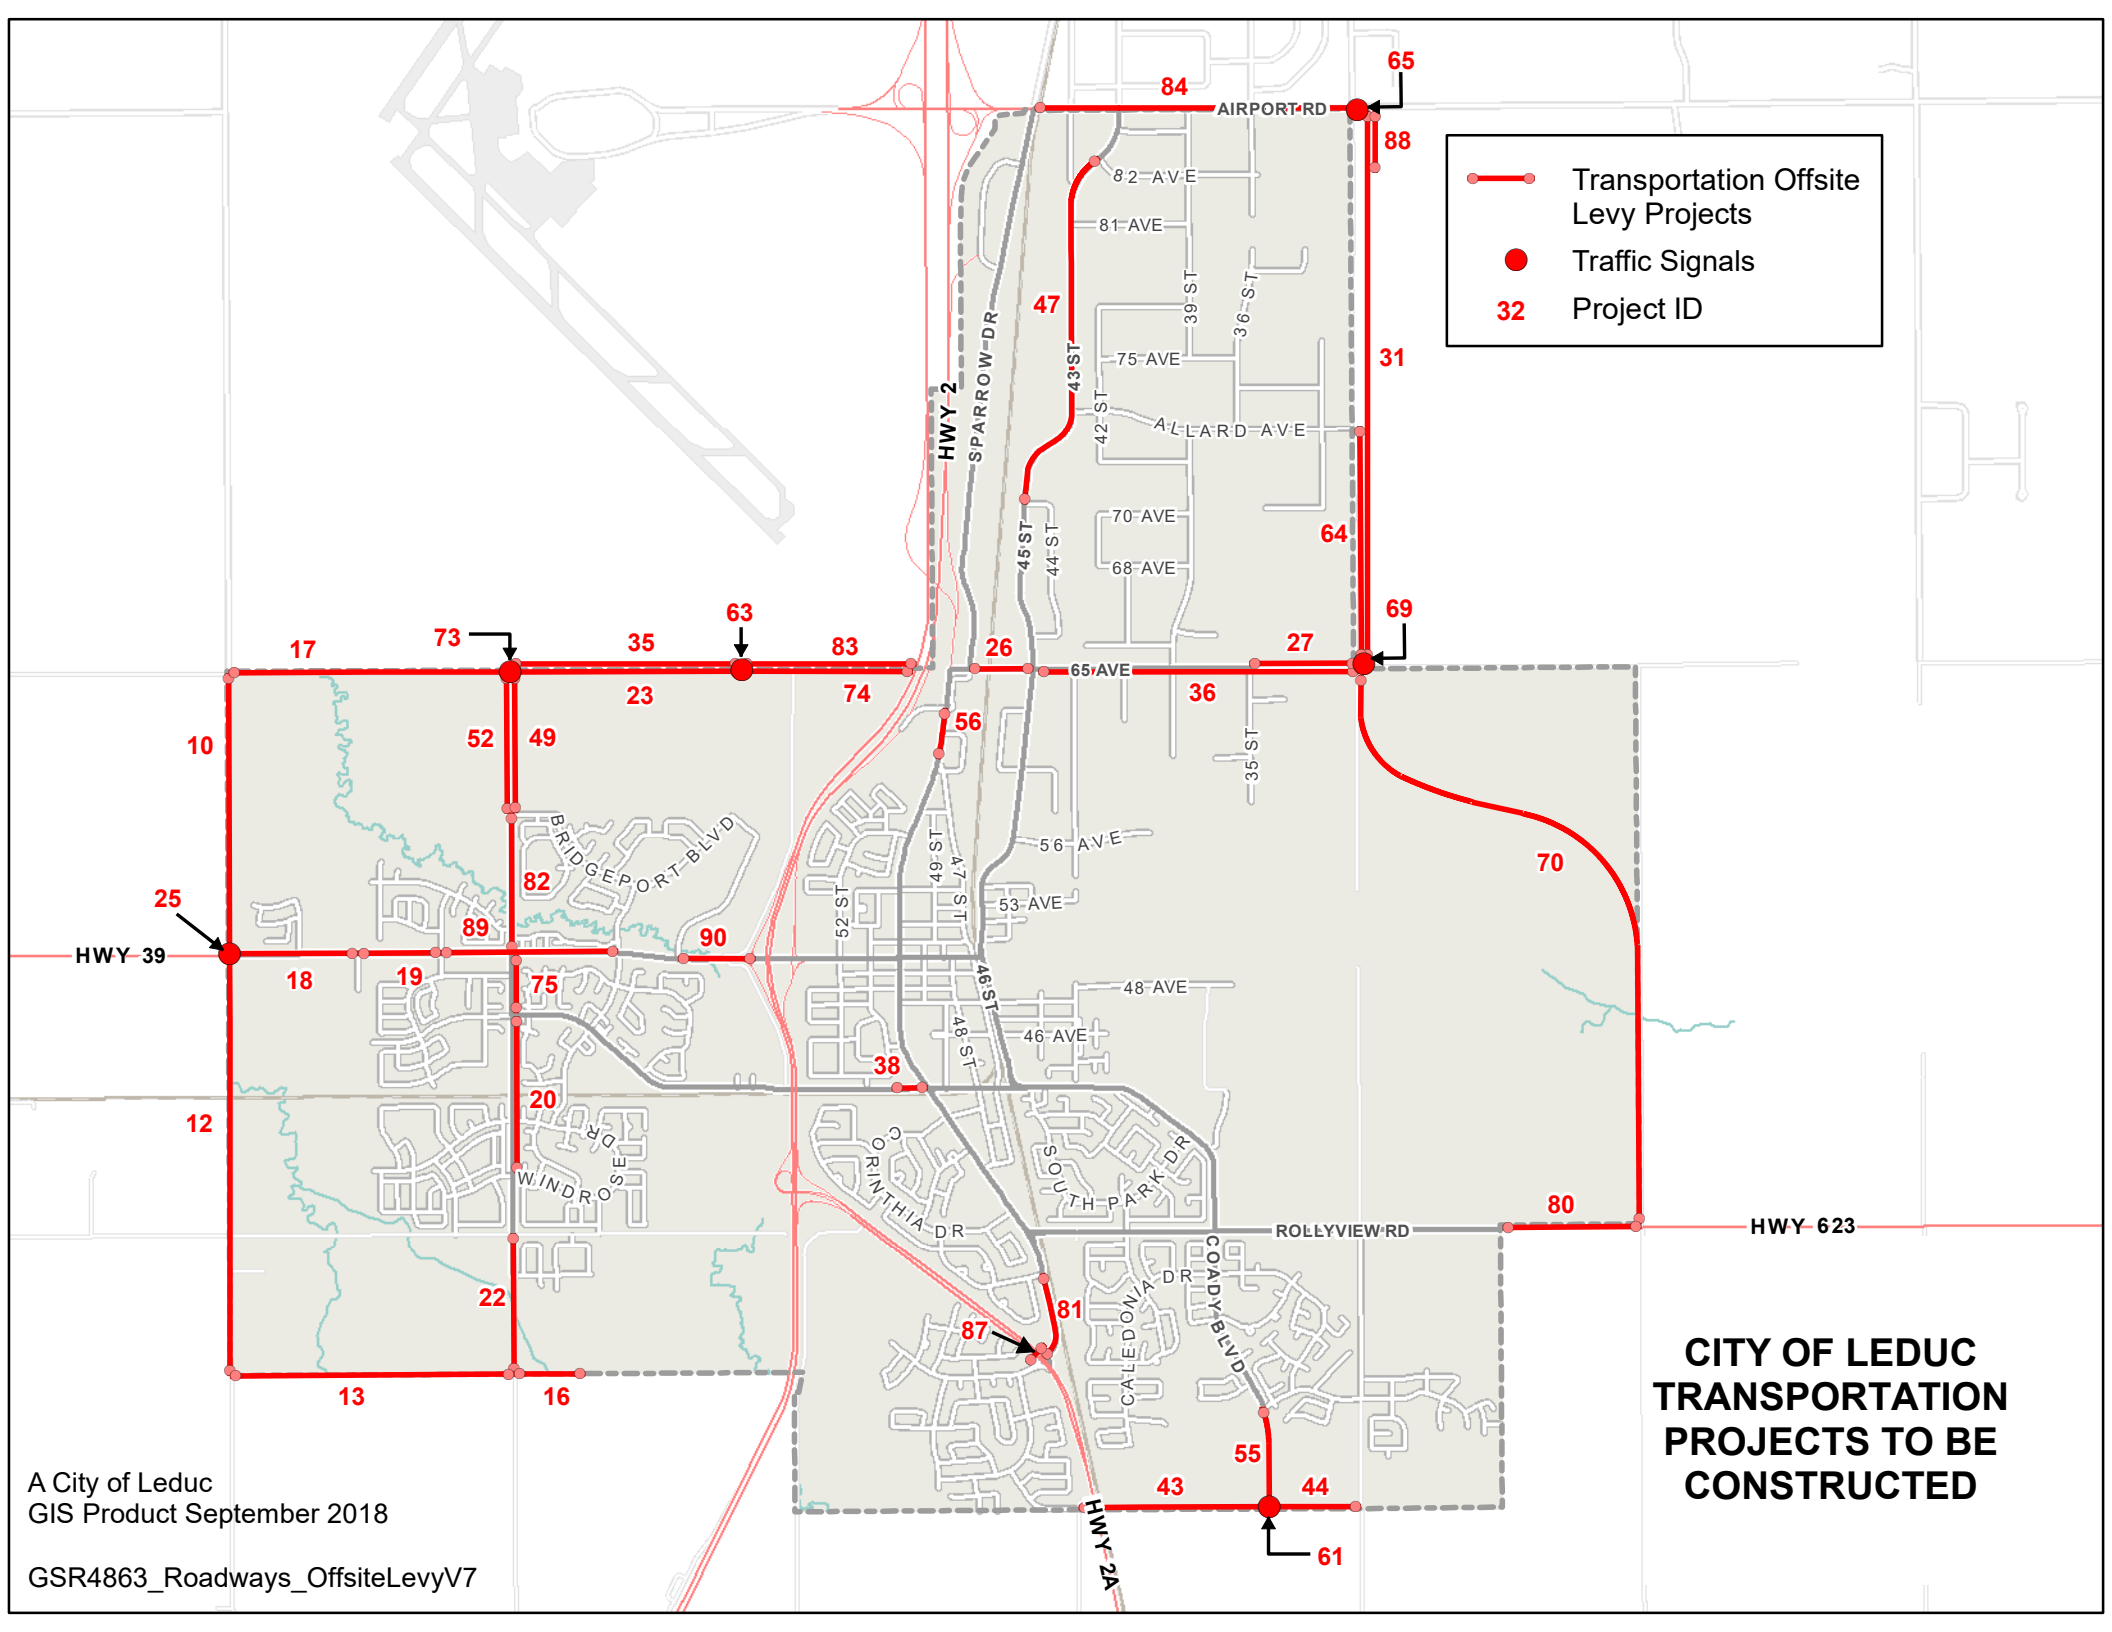 65
84
AIRPORT RD
88
82 AVE
Transportation Offsite
Levy Projects
Traffic Signals
32
Project ID
81 AVE
47
39 ST
36 ST
SPARROW DR
43 ST
75 AVE
31
HWY 2
42 ST
ALLARD AVE
70 AVE
45 ST
44 ST
64
68 AVE
63
69
73
35
17
83
26
27
65 AVE
23
74
36
56
10
52
49
35 ST
BRIDGEPORT BLVD
56 AVE
49 ST
47 ST
70
82
25
52 ST
53 AVE
89
90
HWY 39
18
19
75
46 ST
48 AVE
48 ST
46 AVE
38
12
20
WINDROSE DR
CORINTHIA DR
SOUTH PARK DR
80
ROLLYVIEW RD
HWY 623
22
COADY BLVD
CALEDONIA DR
81
87
13
16
55
43
44
61
HWY 2A
CITY OF LEDUC
TRANSPORTATION
PROJECTS TO BE
CONSTRUCTED
A City of Leduc
GIS Product September 2018
GSR4863_Roadways_OffsiteLevyV7